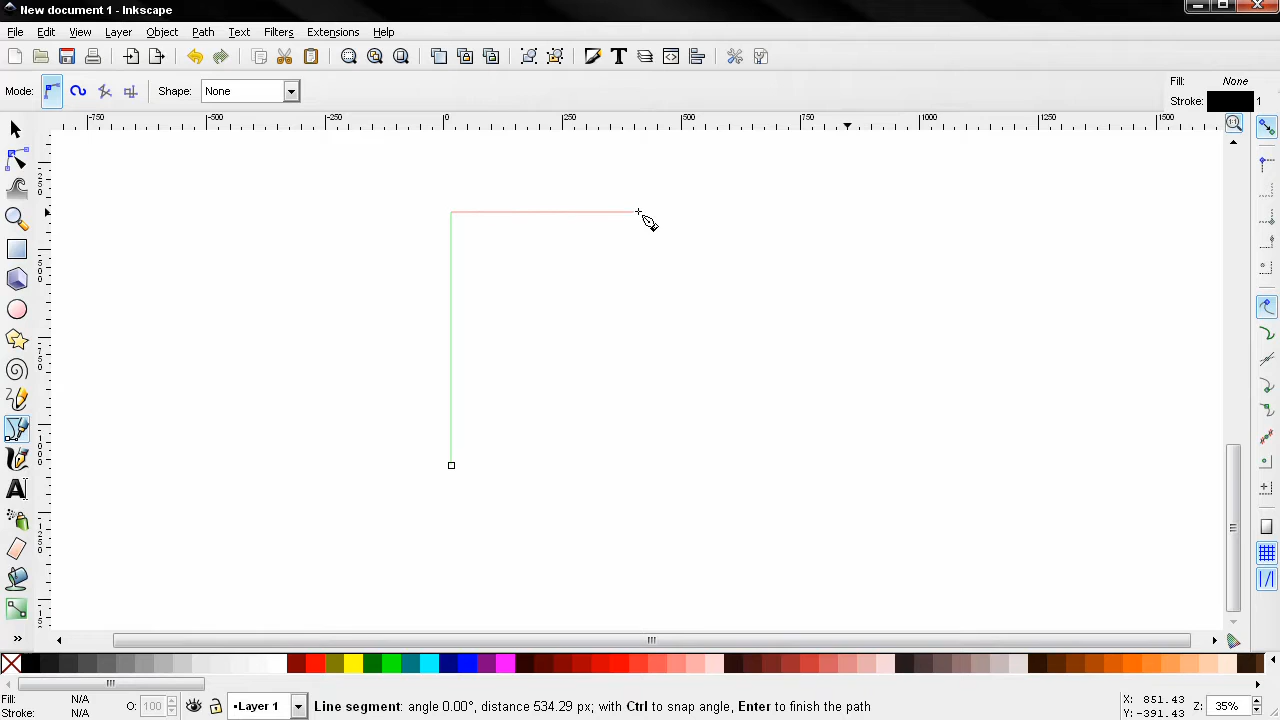 New document 1 - Inkscape
File Edit View Layer Object Path Text Filters Extensions Help
Mode: Shape: None
Fill: None
Stroke: 1
-750 -500 -250 0 250 500 750 1000 1250 1500
Fill: N/A O: 100 •Layer 1 Line segment: angle 0.00°, distance 534.29 px; with Ctrl to snap angle, Enter to finish the path X: 851.43 Z: 35%
Stroke: N/A Y: -391.43